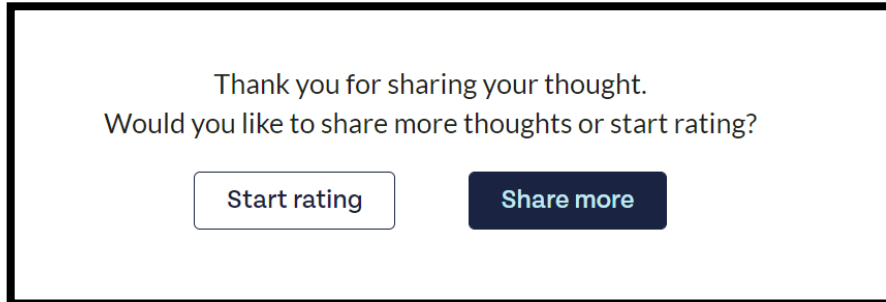 Thank you for sharing your thought.
Would you like to share more thoughts or start rating?
Start rating
Share more